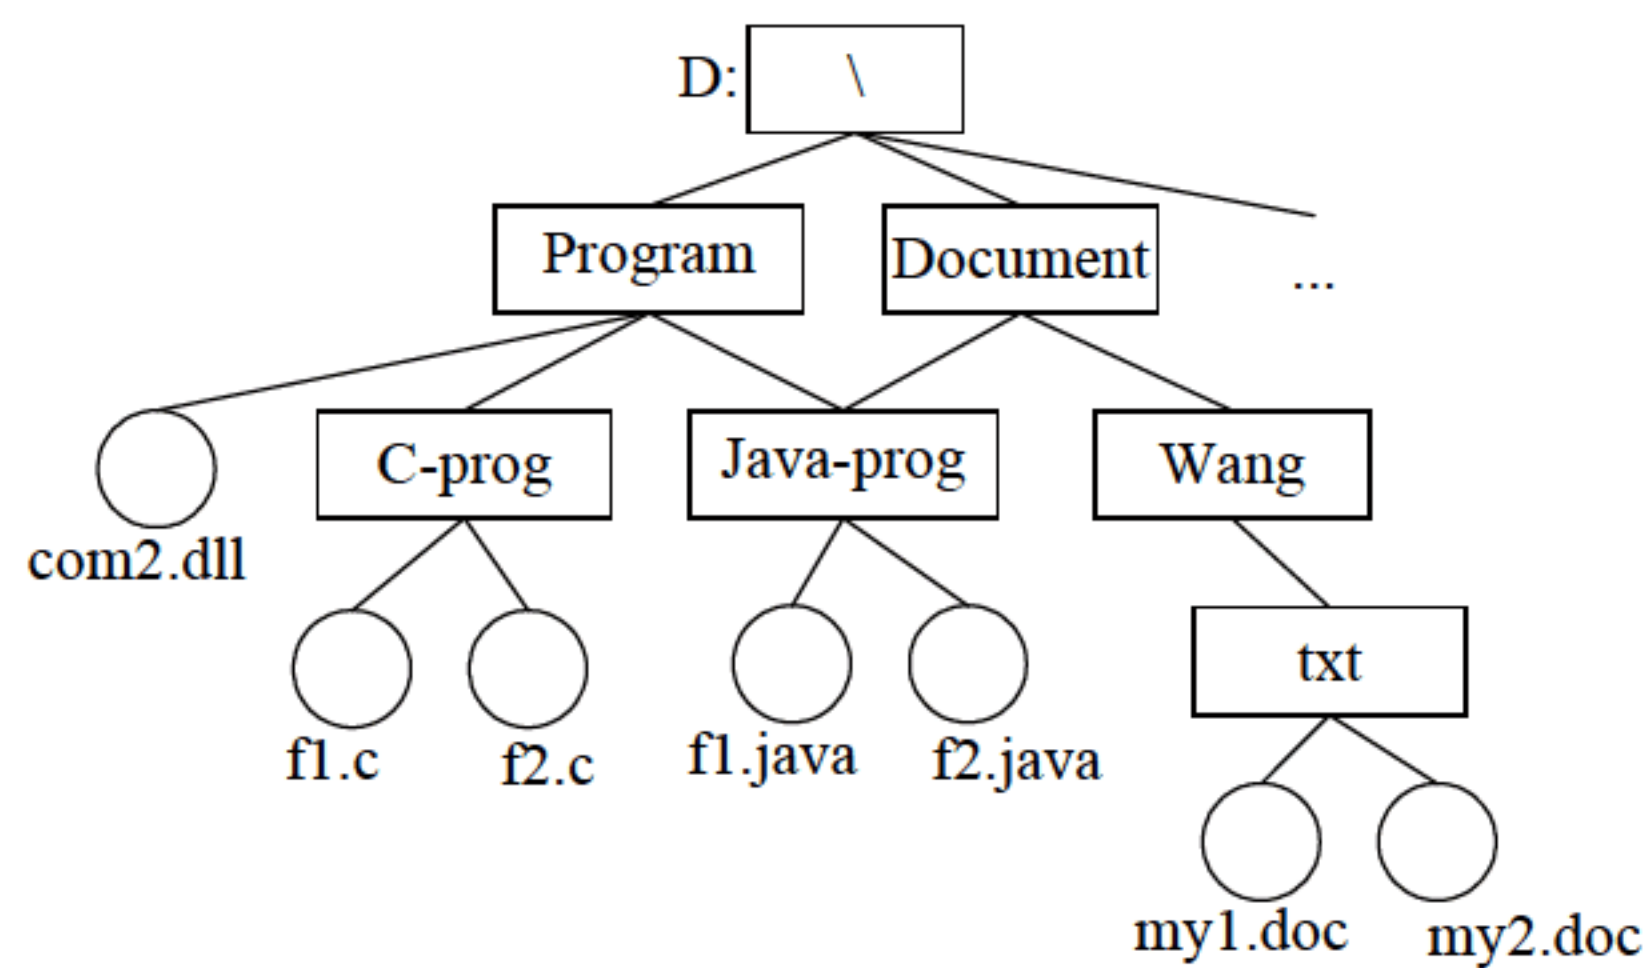 D: \
Program
Document
...
C-prog
Java-prog
Wang
com2.dll
txt
f1.c
f2.c
f1.java
f2.java
my1.doc
my2.doc